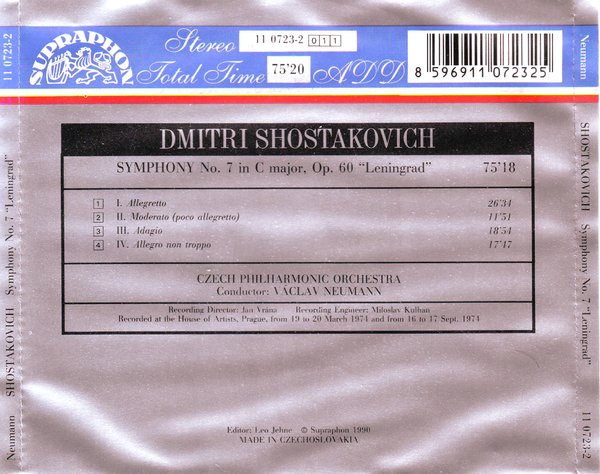 SUPRAPHON
Stereo 11 0723-2 011
Total Time 75'20 ADD
8 596911 072325
DMITRI SHOSTAKOVICH
SYMPHONY No. 7 in C major, Op. 60 “Leningrad” 75'18
1 I. Allegretto 26'34
2 II. Moderato (poco allegretto) 11'51
3 III. Adagio 18'54
4 IV. Allegro non troppo 17'47
CZECH PHILHARMONIC ORCHESTRA
Conductor: VÁCLAV NEUMANN
Recording Director: Jan Vrána Recording Engineer: Miloslav Kulhan
Recorded at the House of Artists, Prague, from 19 to 20 March 1974 and from 16 to 17 Sept. 1974
Editor: Leo Jehne © Supraphon 1990
MADE IN CZECHOSLOVAKIA
Neumann SHOSTAKOVICH Symphony No. 7 “Leningrad” 11 0723-2
Neumann SHOSTAKOVICH Symphony No. 7 “Leningrad” 11 0723-2